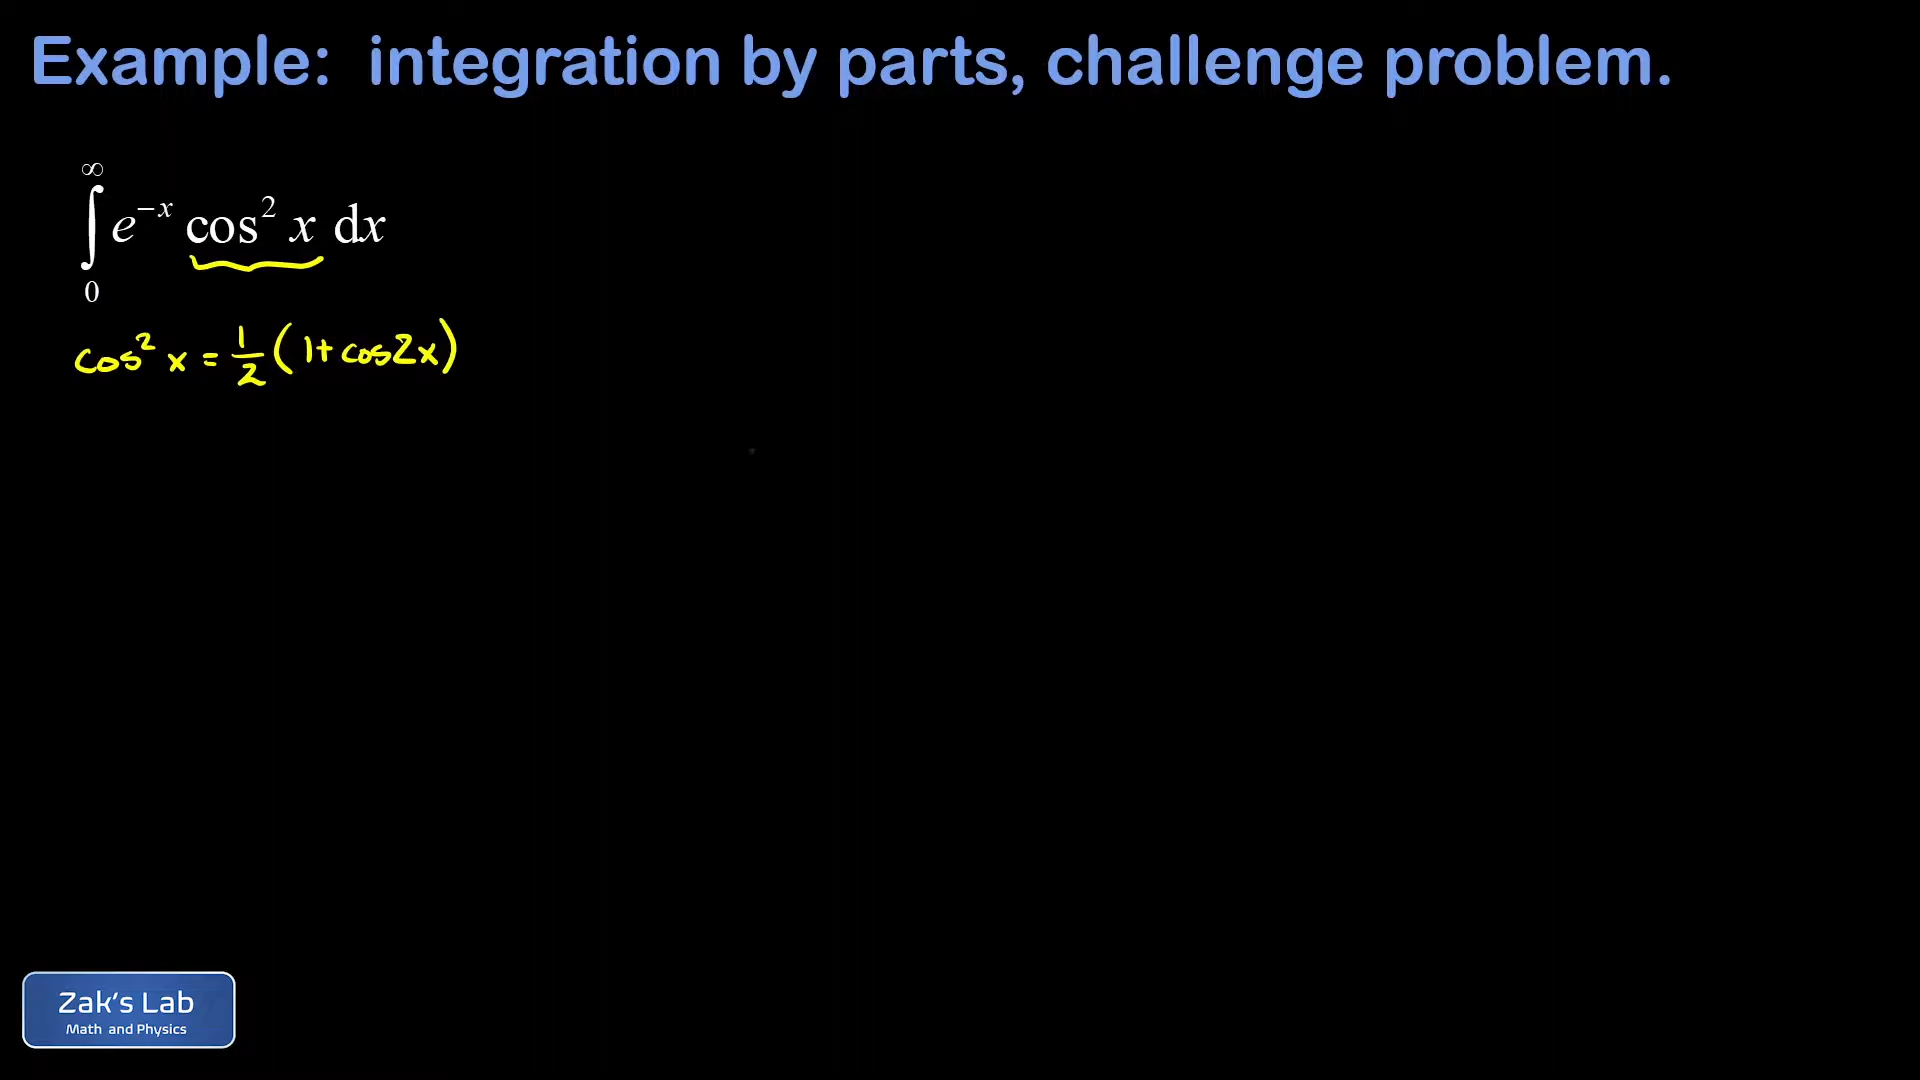 Example: integration by parts, challenge problem.
∞
∫ e⁻ˣ cos² x dx
0
cos² x = 1/2 (1 + cos2x)
Zak's Lab
Math and Physics